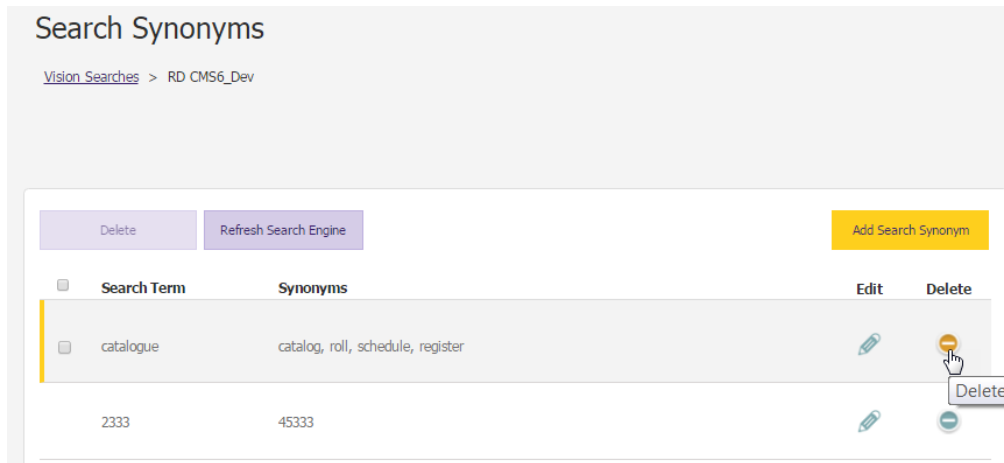 Search Synonyms
Vision Searches > RD CMS6_Dev
Delete Refresh Search Engine Add Search Synonym
Search Term Synonyms Edit Delete
catalogue catalog, roll, schedule, register
Delete
2333 45333